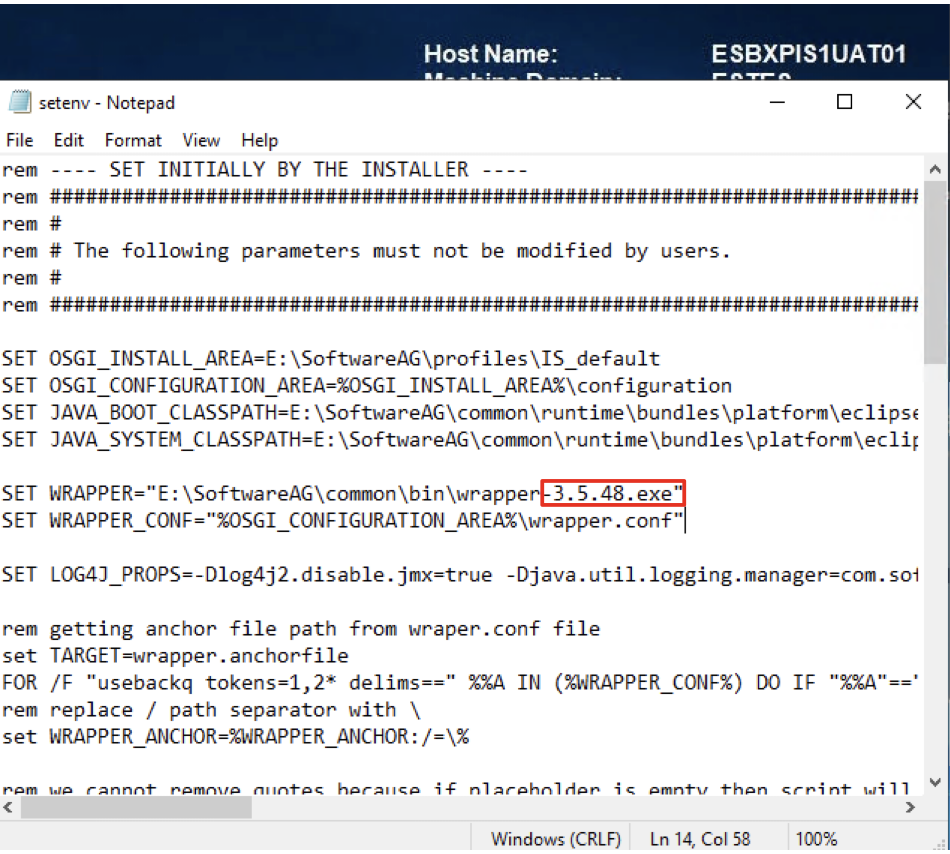 Host Name: ESBXPIS1UAT01
Machine Domain: ESTES
setenv - Notepad
File Edit Format View Help
rem ---- SET INITIALLY BY THE INSTALLER ----
rem #########################################################################
rem #
rem # The following parameters must not be modified by users.
rem #
rem #########################################################################
SET OSGI_INSTALL_AREA=E:\SoftwareAG\profiles\IS_default
SET OSGI_CONFIGURATION_AREA=%OSGI_INSTALL_AREA%\configuration
SET JAVA_BOOT_CLASSPATH=E:\SoftwareAG\common\runtime\bundles\platform\eclipse
SET JAVA_SYSTEM_CLASSPATH=E:\SoftwareAG\common\runtime\bundles\platform\eclip
SET WRAPPER="E:\SoftwareAG\common\bin\wrapper-3.5.48.exe"
SET WRAPPER_CONF="%OSGI_CONFIGURATION_AREA%\wrapper.conf"
SET LOG4J_PROPS=-Dlog4j2.disable.jmx=true -Djava.util.logging.manager=com.sof
rem getting anchor file path from wraper.conf file
set TARGET=wrapper.anchorfile
FOR /F "usebackq tokens=1,2* delims==" %%A IN (%WRAPPER_CONF%) DO IF "%%A"=="
rem replace / path separator with \
set WRAPPER_ANCHOR=%WRAPPER_ANCHOR:/=\%
rem we cannot remove quotes because if placeholder is empty then script will
Windows (CRLF) Ln 14, Col 58 100%